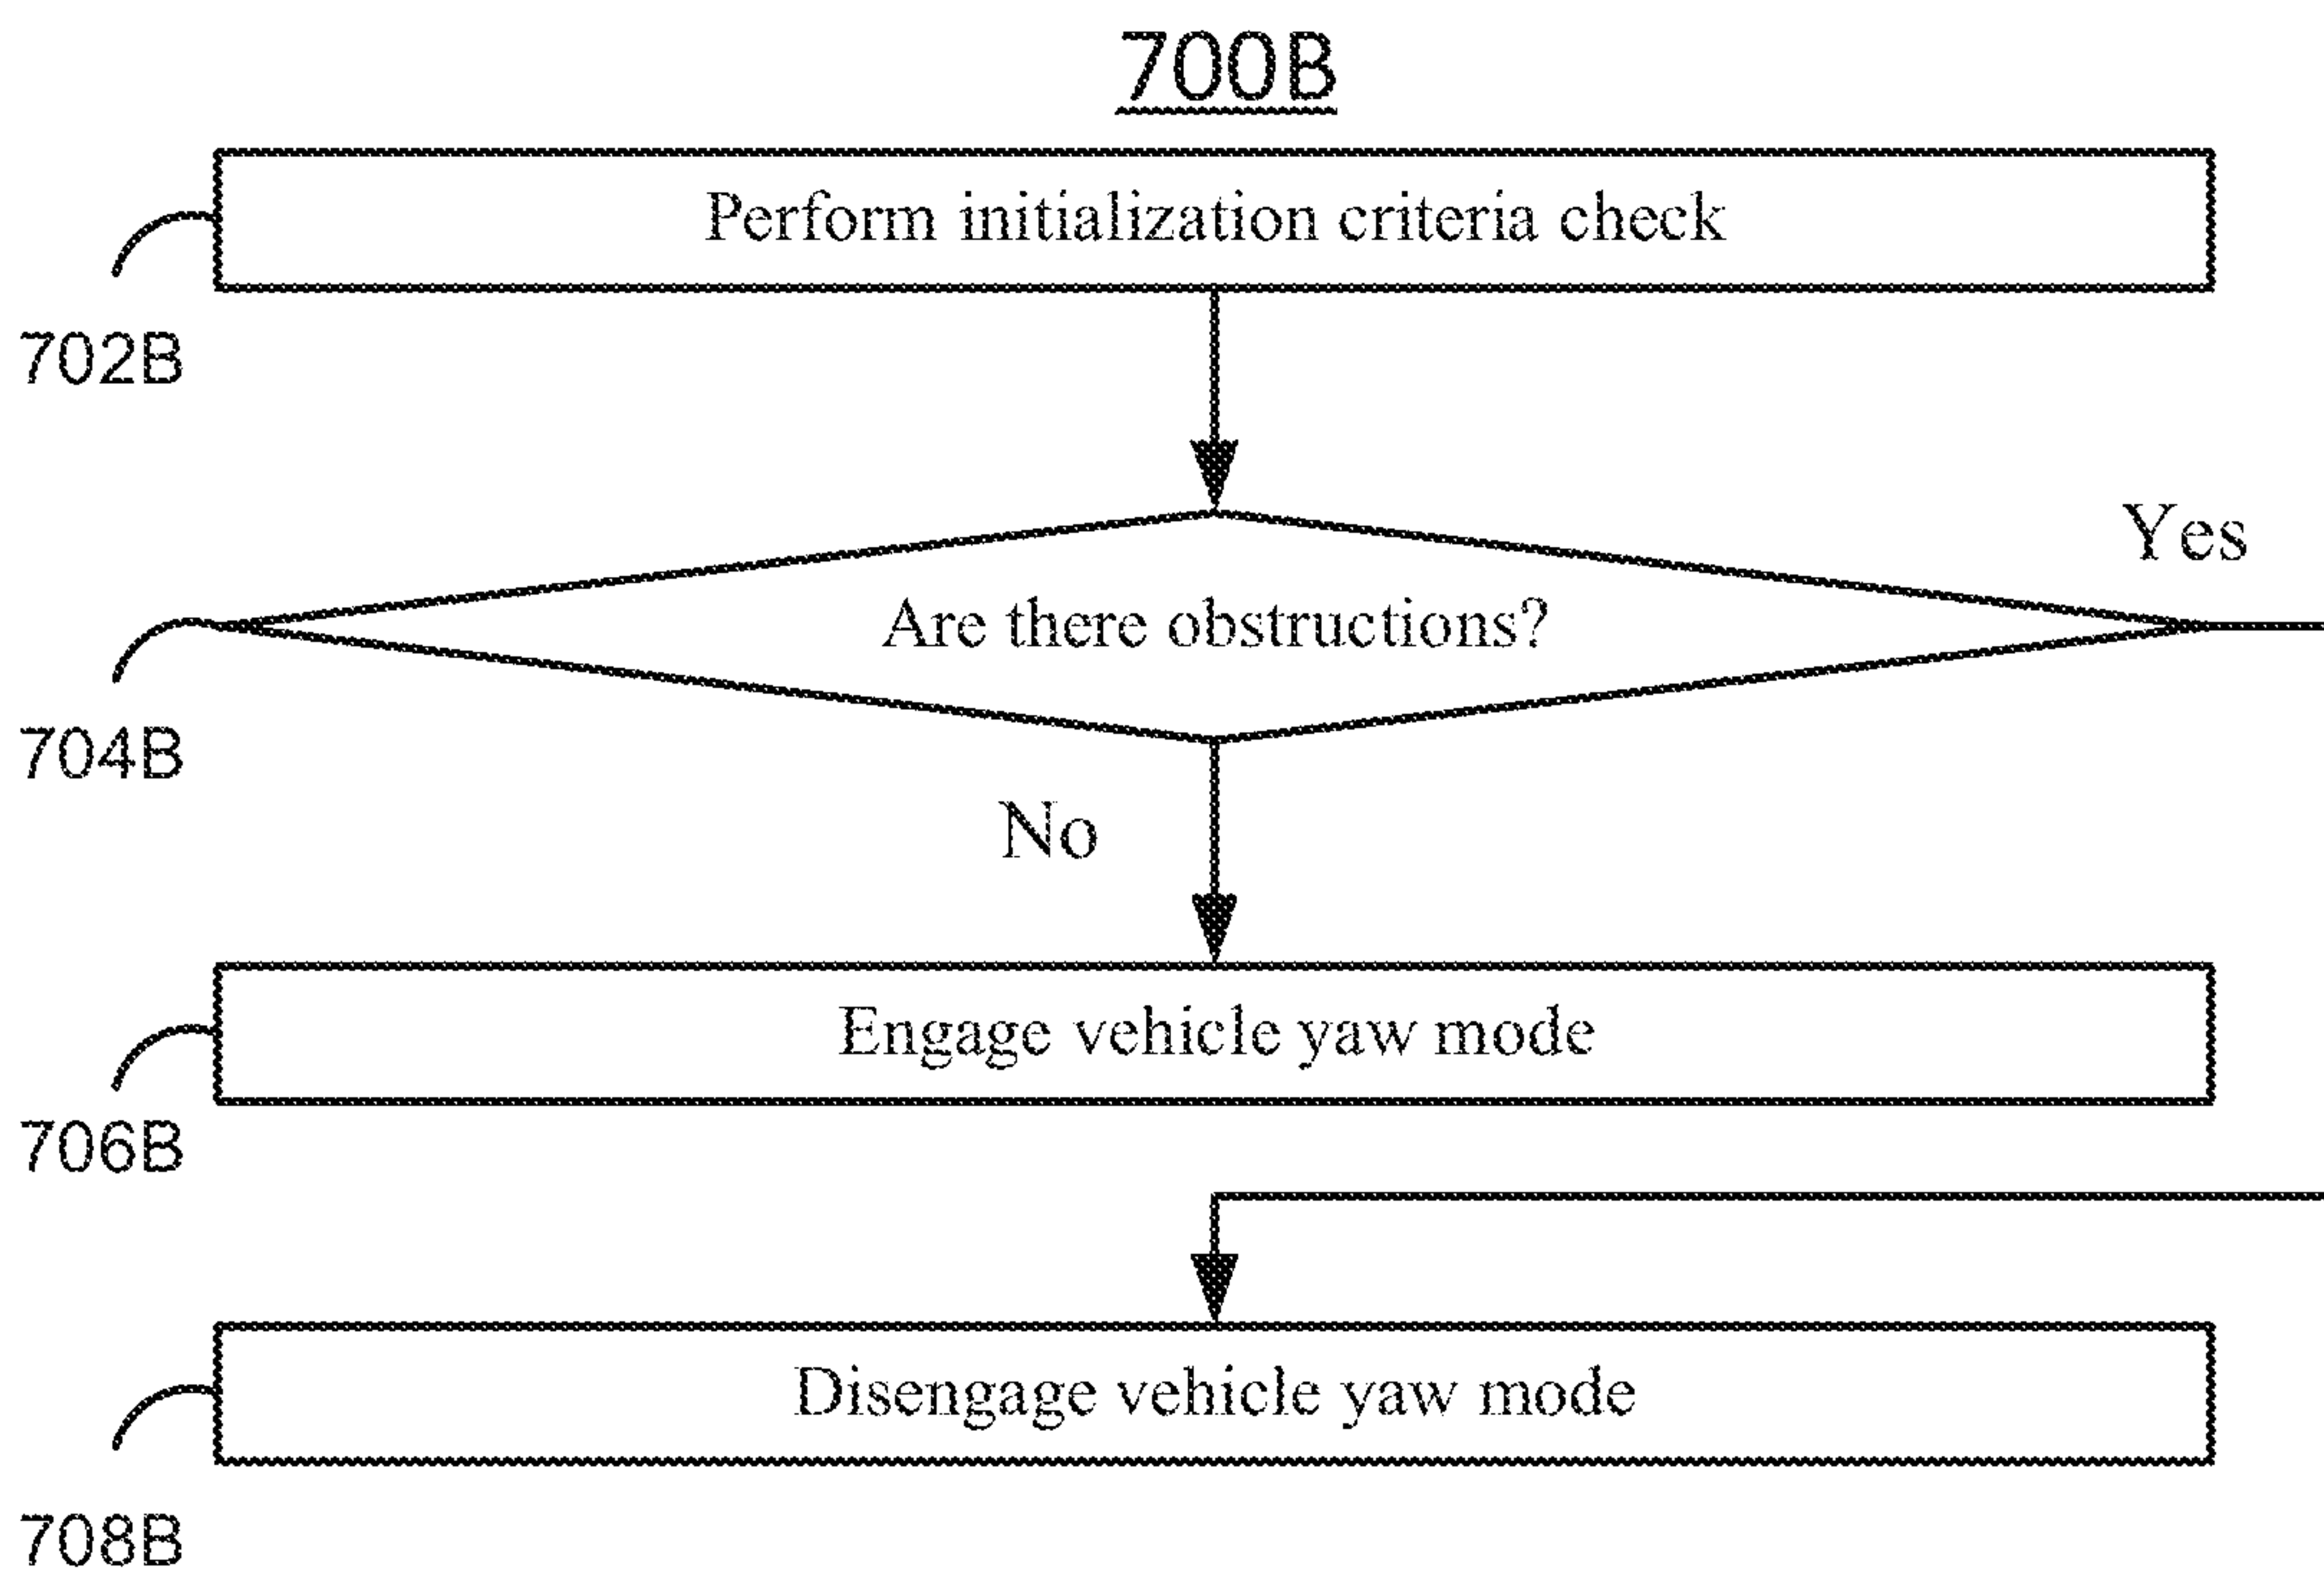 700B
Perform initialization criteria check
702B
Yes
Are there obstructions?
704B
No
Engage vehicle yaw mode
706B
Disengage vehicle yaw mode
708B